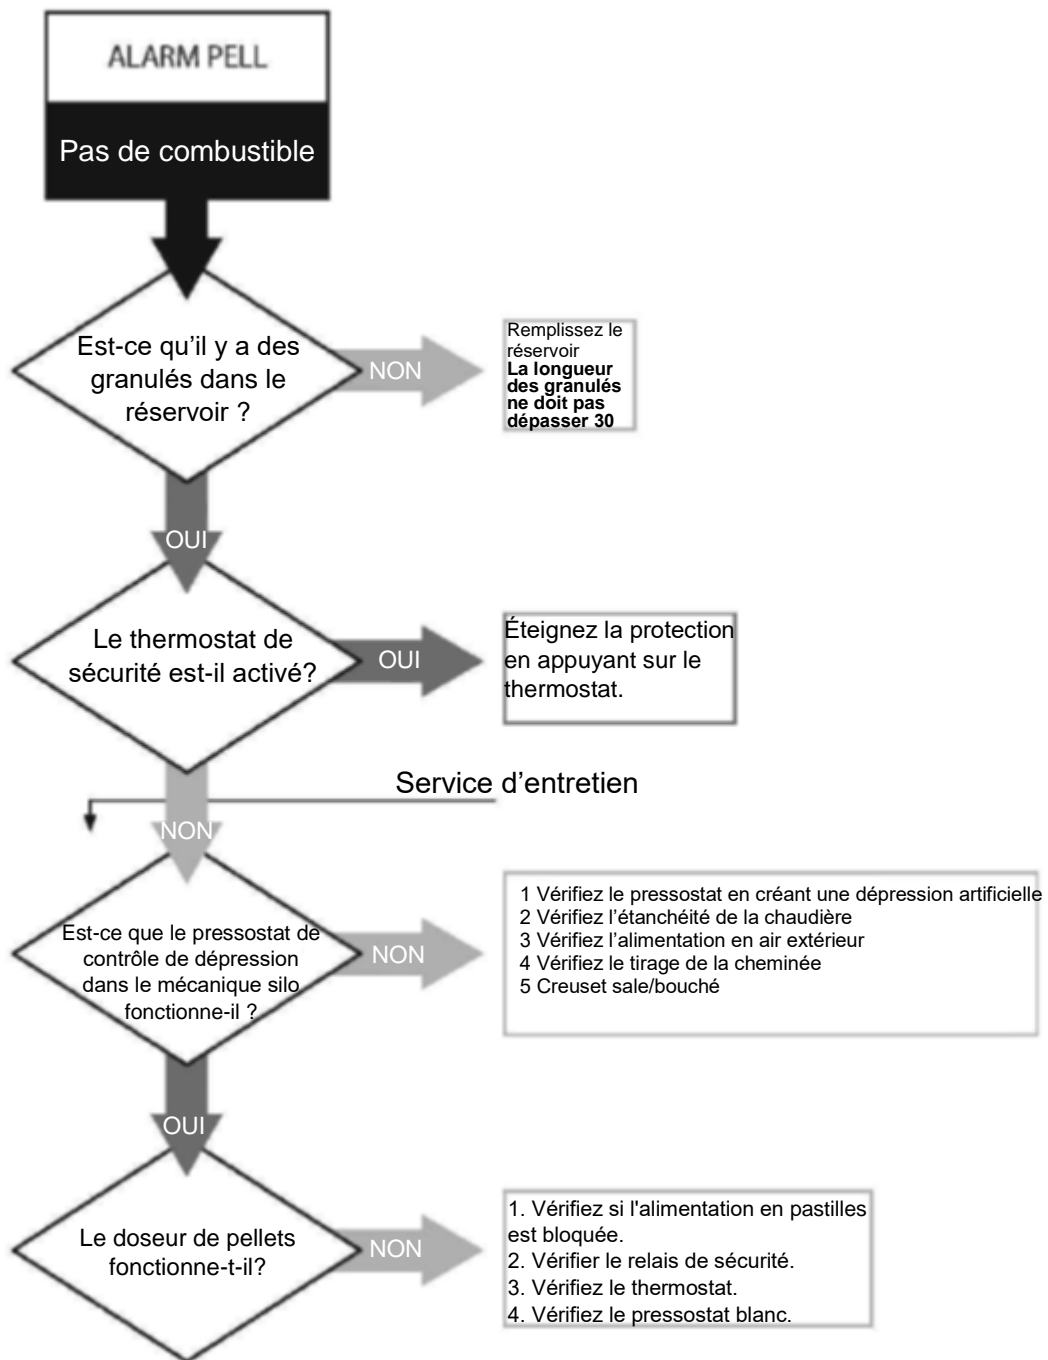 ALARM PELL
Pas de combustible
Est-ce qu’il y a des
granulés dans le
réservoir ?
NON
Remplissez le
réservoir
La longueur
des granulés
ne doit pas
dépasser 30
OUI
Le thermostat de
sécurité est-il activé?
OUI
Éteignez la protection
en appuyant sur le
thermostat.
Service d’entretien
NON
Est-ce que le pressostat de
contrôle de dépression
dans le mécanique silo
fonctionne-il ?
NON
1 Vérifiez le pressostat en créant une dépression artificielle
2 Vérifiez l’étanchéité de la chaudière
3 Vérifiez l’alimentation en air extérieur
4 Vérifiez le tirage de la cheminée
5 Creuset sale/bouché
OUI
Le doseur de pellets
fonctionne-t-il?
NON
1. Vérifiez si l'alimentation en pastilles
est bloquée.
2. Vérifier le relais de sécurité.
3. Vérifiez le thermostat.
4. Vérifiez le pressostat blanc.